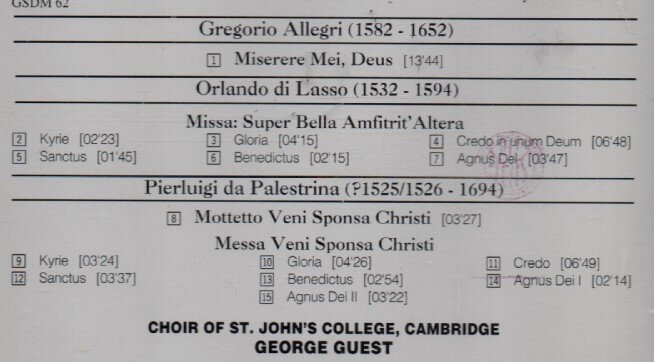 GSDM 62
Gregorio Allegri (1582 - 1652)
1 Miserere Mei, Deus [13'44]
Orlando di Lasso (1532 - 1594)
Missa: Super Bella Amfitrit'Altera
2 Kyrie [02'23] 3 Gloria [04'15] 4 Credo in unum Deum [06'48]
5 Sanctus [01'45] 6 Benedictus [02'15] 7 Agnus Dei [03'47]
Pierluigi da Palestrina (?1525/1526 - 1694)
8 Mottetto Veni Sponsa Christi [03'27]
Messa Veni Sponsa Christi
9 Kyrie [03'24] 10 Gloria [04'26] 11 Credo [06'49]
12 Sanctus [03'37] 13 Benedictus [02'54] 14 Agnus Dei I [02'14]
15 Agnus Dei II [03'22]
CHOIR OF ST. JOHN'S COLLEGE, CAMBRIDGE
GEORGE GUEST